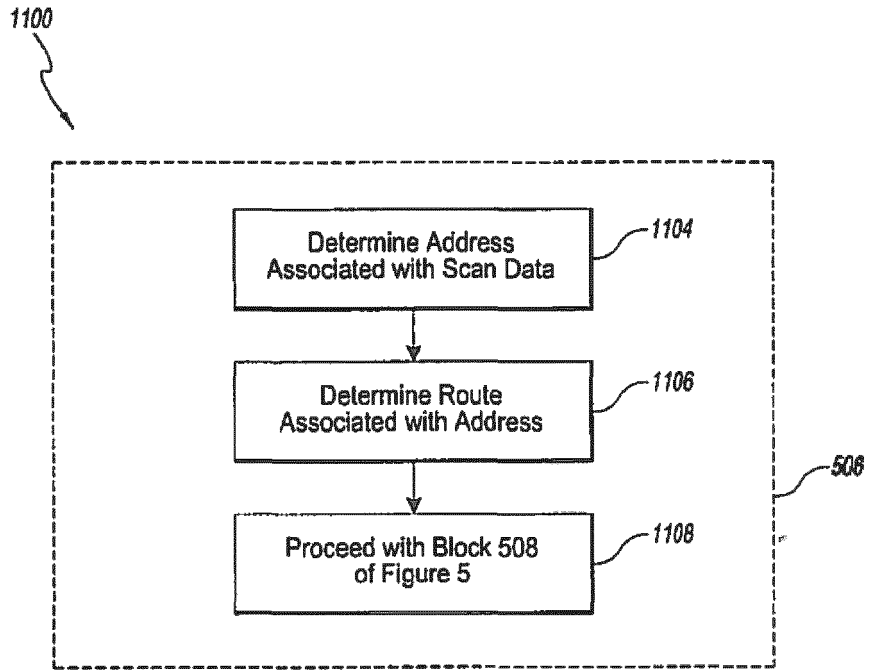 1100
Determine Address
Associated with Scan Data
1104
Determine Route
Associated with Address
1106
506
Proceed with Block 508
of Figure 5
1108